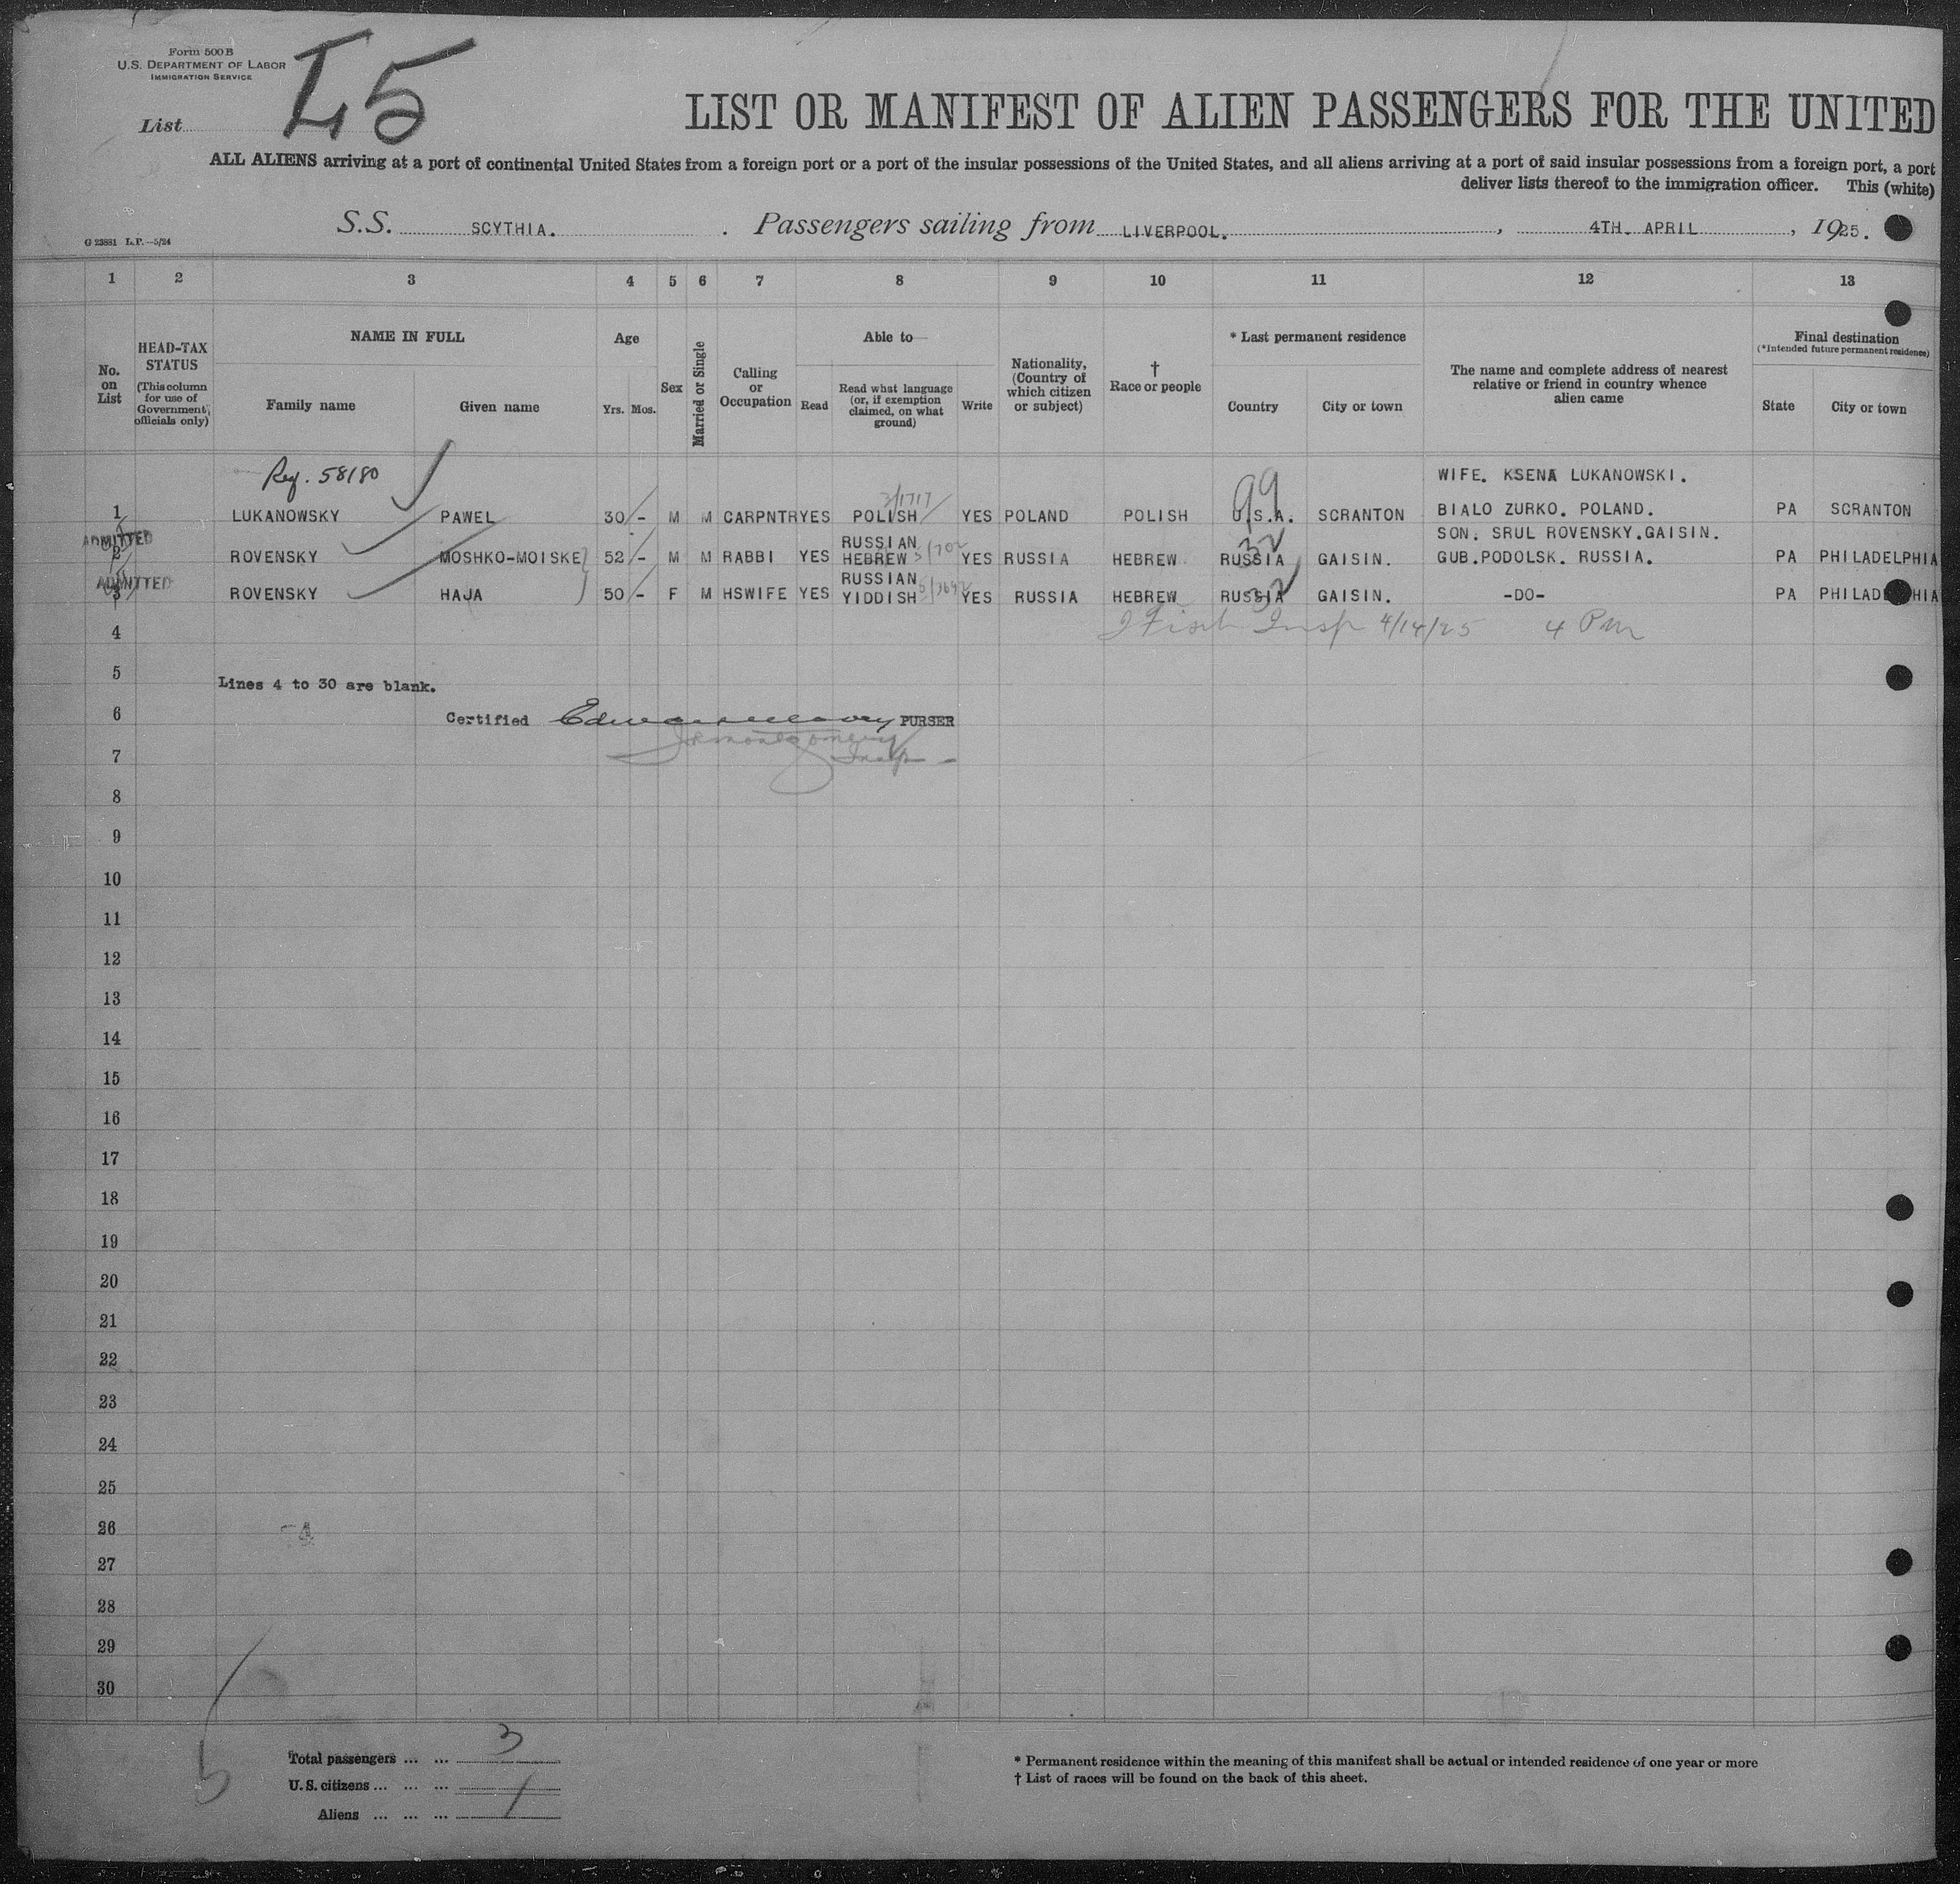 Form 500 B
U.S. DEPARTMENT OF LABOR
IMMIGRATION SERVICE
List 45
LIST OR MANIFEST OF ALIEN PASSENGERS FOR THE UNITED
ALL ALIENS arriving at a port of continental United States from a foreign port or a port of the insular possessions of the United States, and all aliens arriving at a port of said insular possessions from a foreign port, a port
deliver lists thereof to the immigration officer. This (white)
S.S. SCYTHIA. Passengers sailing from LIVERPOOL. , 4TH. APRIL , 1925.
G 23881 L.P.—5/24
1 2 3 4 5 6 7 8 9 10 11 12 13
No. on List
HEAD-TAX STATUS
(This column for use of Government officials only)
NAME IN FULL
Family name Given name
Age
Yrs. Mos.
Sex
Married or Single
Calling or Occupation
Able to—
Read
Read what language (or, if exemption claimed, on what ground)
Write
Nationality, (Country of which citizen or subject)
† Race or people
* Last permanent residence
Country City or town
The name and complete address of nearest relative or friend in country whence alien came
Final destination
(*Intended future permanent residence)
State City or town
Reg. 58180
WIFE. KSENA LUKANOWSKI.
3/1717 99
1 LUKANOWSKY PAWEL 30 - M M CARPNTR YES POLISH YES POLAND POLISH U.S.A. SCRANTON BIALO ZURKO. POLAND. PA SCRANTON
ADMITTED RUSSIAN 32 SON. SRUL ROVENSKY.GAISIN.
2 ROVENSKY MOSHKO-MOISKE 52 - M M RABBI YES HEBREW YES RUSSIA HEBREW RUSSIA GAISIN. GUB.PODOLSK. RUSSIA. PA PHILADELPHIA
ADMITTED RUSSIAN 32
3 ROVENSKY HAJA 50 - F M HSWIFE YES YIDDISH YES RUSSIA HEBREW RUSSIA GAISIN. -DO- PA PHILAD HIA
4 Insp 4/14/25 4 PM
5 Lines 4 to 30 are blank.
6 Certified PURSER
7 Insp -
8
9
10
11
12
13
14
15
16
17
18
19
20
21
22
23
24
25
26
27
28
29
30
Total passengers ... ... 3
U.S. citizens ... ... ...
Aliens ... ... ...
* Permanent residence within the meaning of this manifest shall be actual or intended residence of one year or more
† List of races will be found on the back of this sheet.